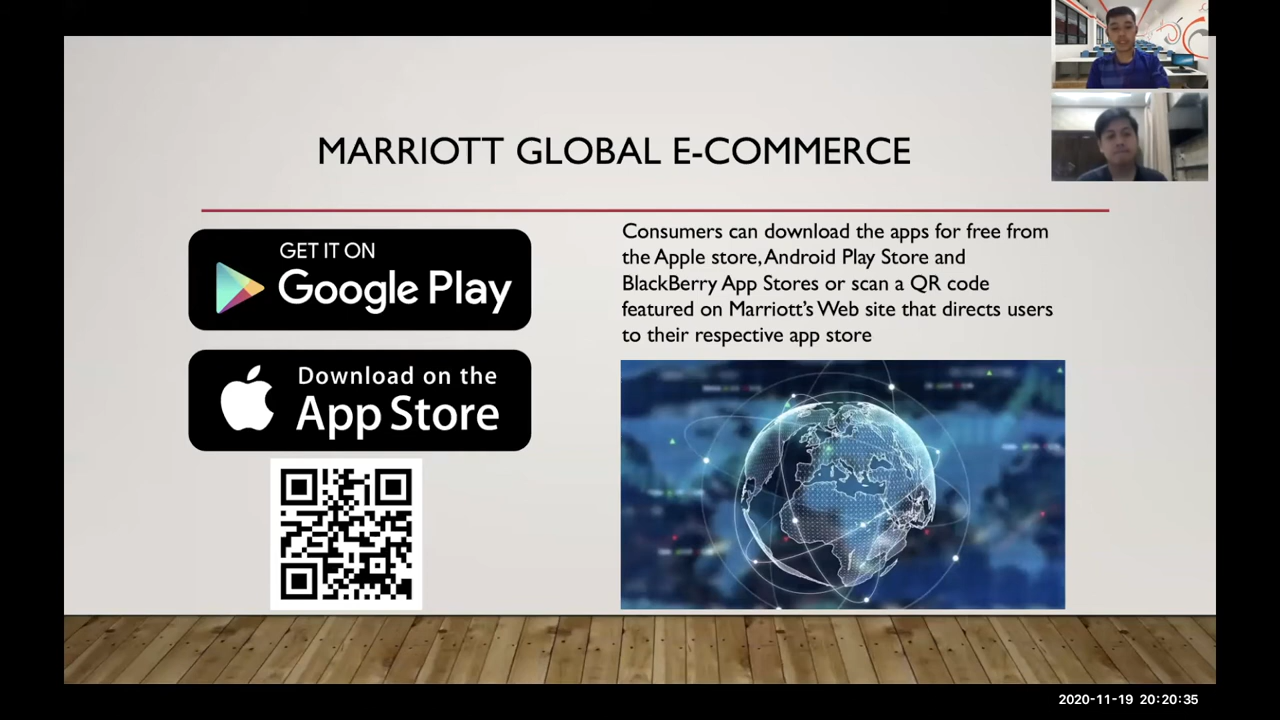 MARRIOTT GLOBAL E-COMMERCE
GET IT ON
Google Play
Download on the
App Store
Consumers can download the apps for free from
the Apple store, Android Play Store and
BlackBerry App Stores or scan a QR code
featured on Marriott's Web site that directs users
to their respective app store
2020-11-19 20:20:35